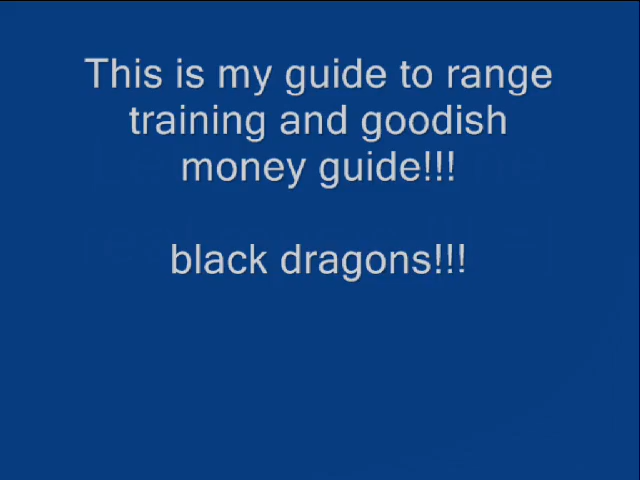 This is my guide to range
training and goodish
money guide!!!
black dragons!!!